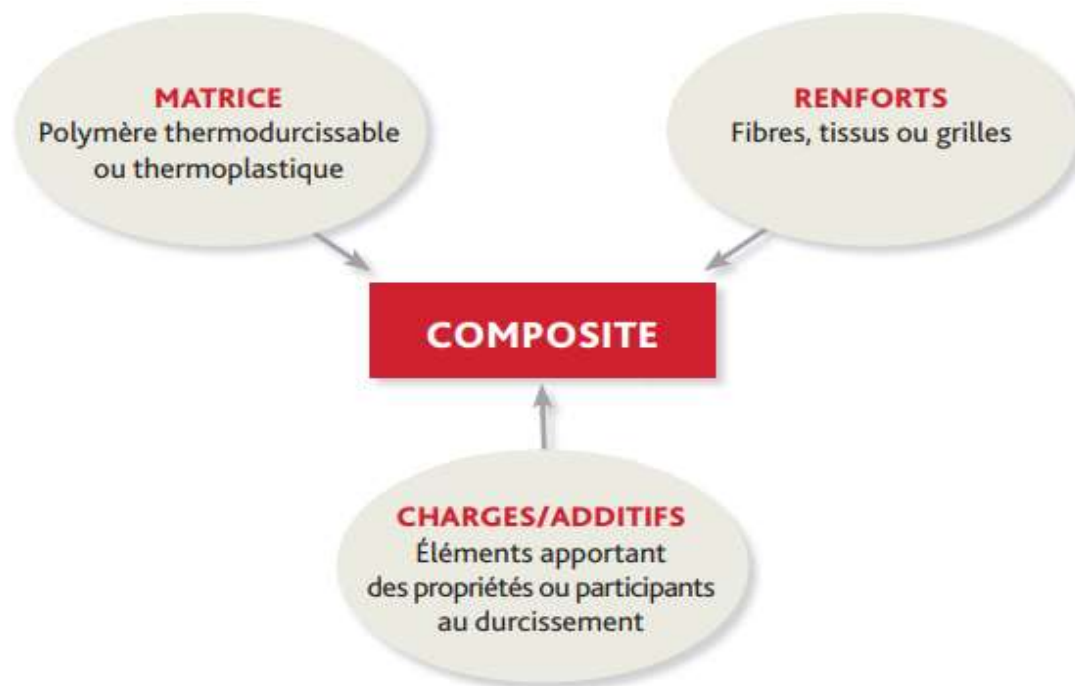 MATRICE
Polymère thermodurcissable
ou thermoplastique
RENFORTS
Fibres, tissus ou grilles
COMPOSITE
CHARGES/ADDITIFS
Éléments apportant
des propriétés ou participants
au durcissement